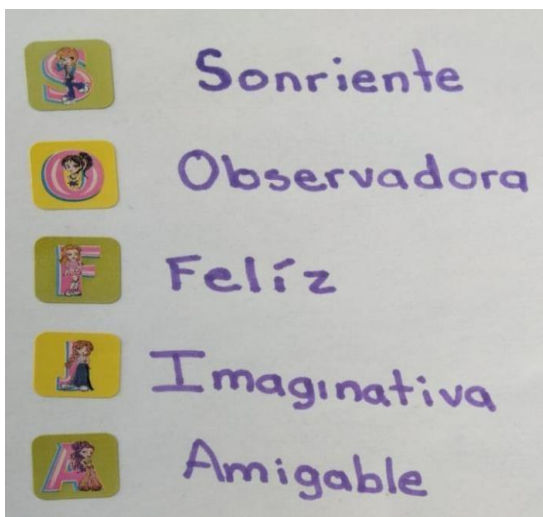 S Sonriente
O Observadora
F Felíz
I Imaginativa
A Amigable